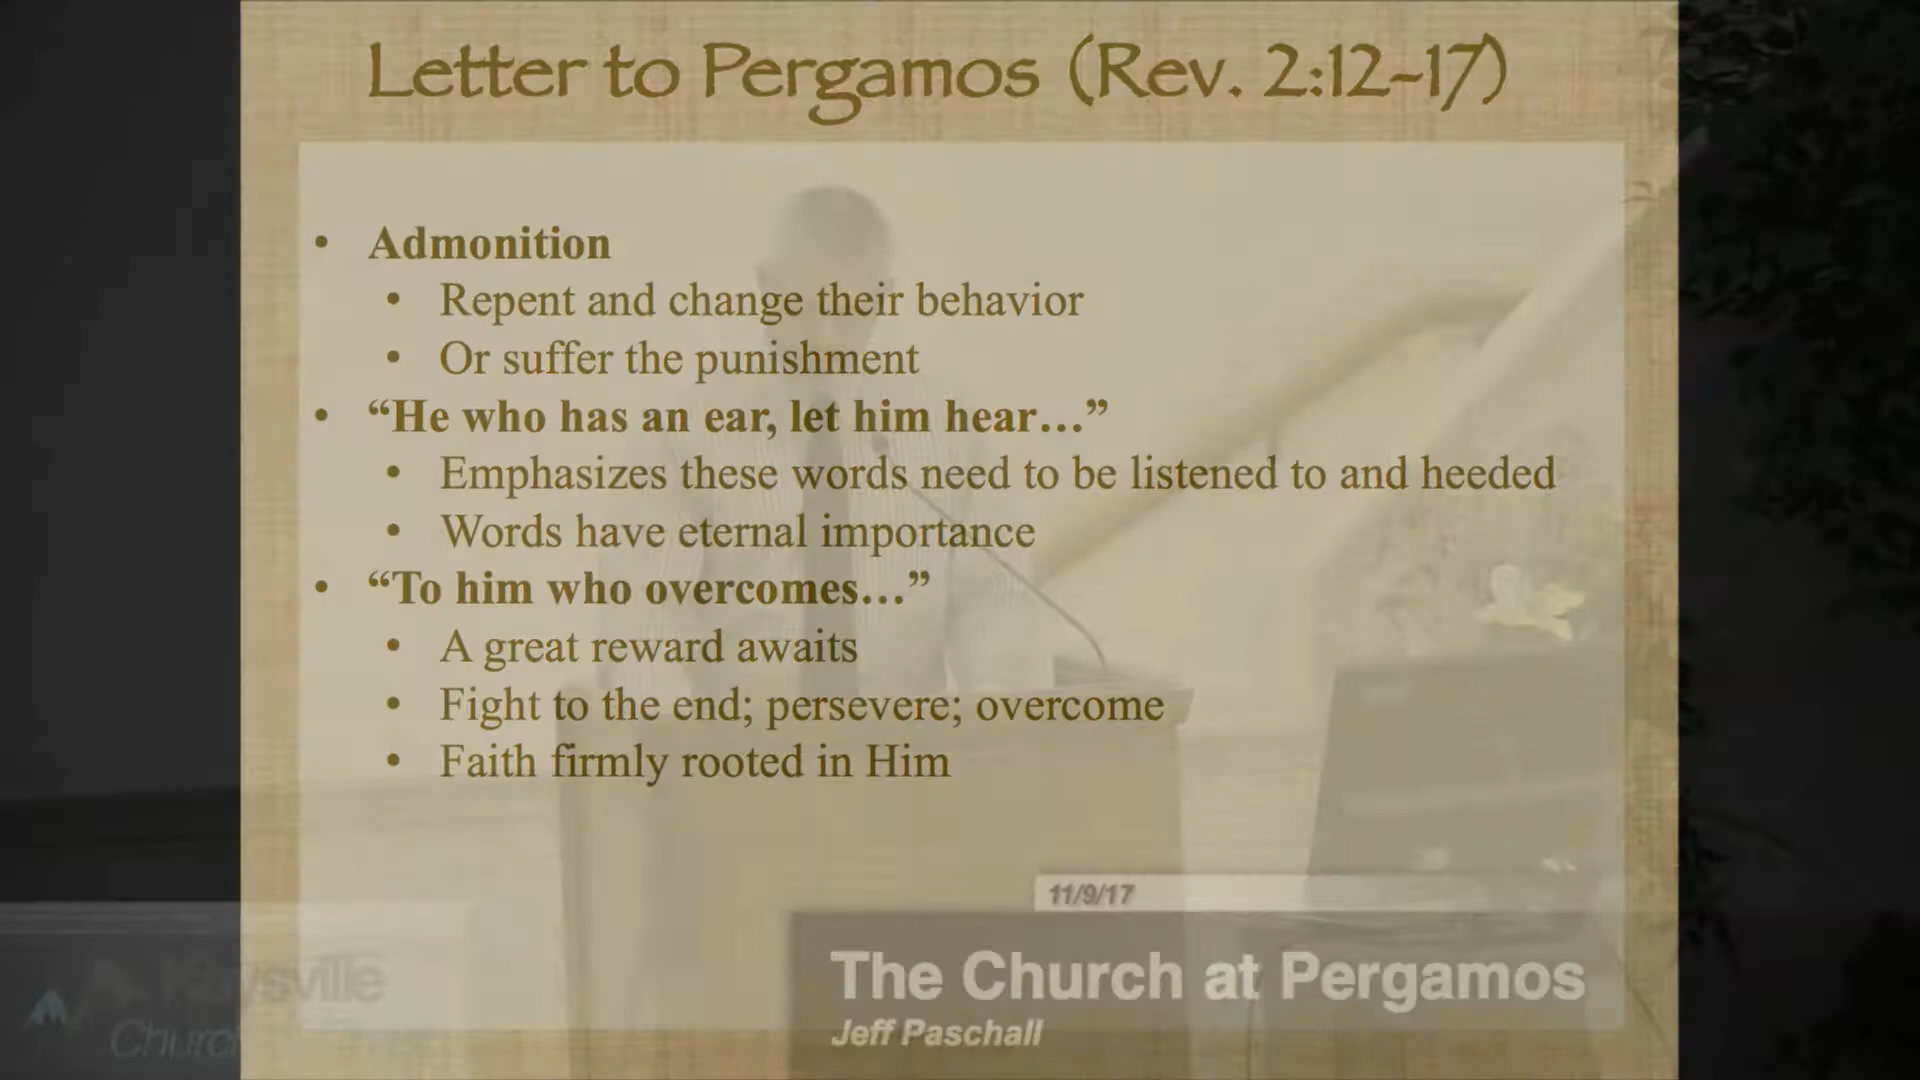 Letter to Pergamos (Rev. 2:12-17)
• Admonition
• Repent and change their behavior
• Or suffer the punishment
• “He who has an ear, let him hear…”
• Emphasizes these words need to be listened to and heeded
• Words have eternal importance
• “To him who overcomes…”
• A great reward awaits
• Fight to the end; persevere; overcome
• Faith firmly rooted in Him
11/9/17
The Church at Pergamos
Jeff Paschall
Kaysville
Church